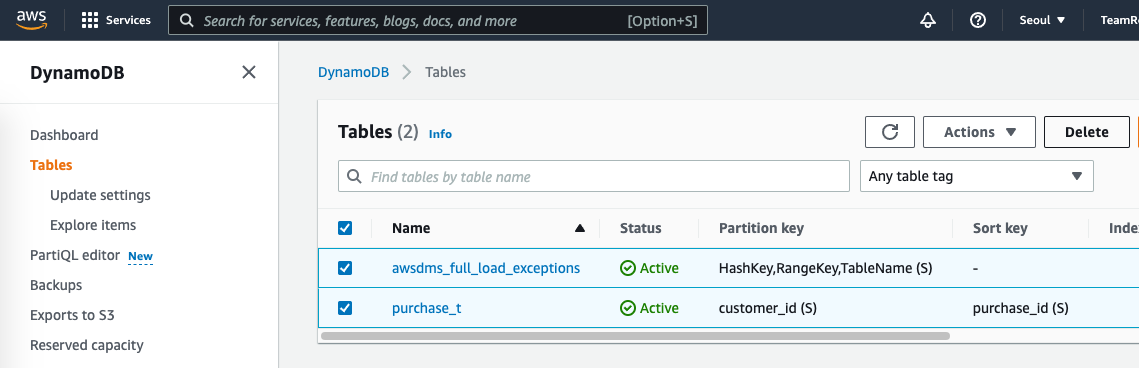 aws Services Search for services, features, blogs, docs, and more [Option+S] Seoul ▼
DynamoDB
DynamoDB > Tables
Dashboard
Tables
Update settings
Explore items
PartiQL editor New
Backups
Exports to S3
Reserved capacity
Tables (2) Info Actions ▼ Delete
Find tables by table name Any table tag ▼
Name ▲ Status Partition key Sort key
awsdms_full_load_exceptions Active HashKey,RangeKey,TableName (S) -
purchase_t Active customer_id (S) purchase_id (S)